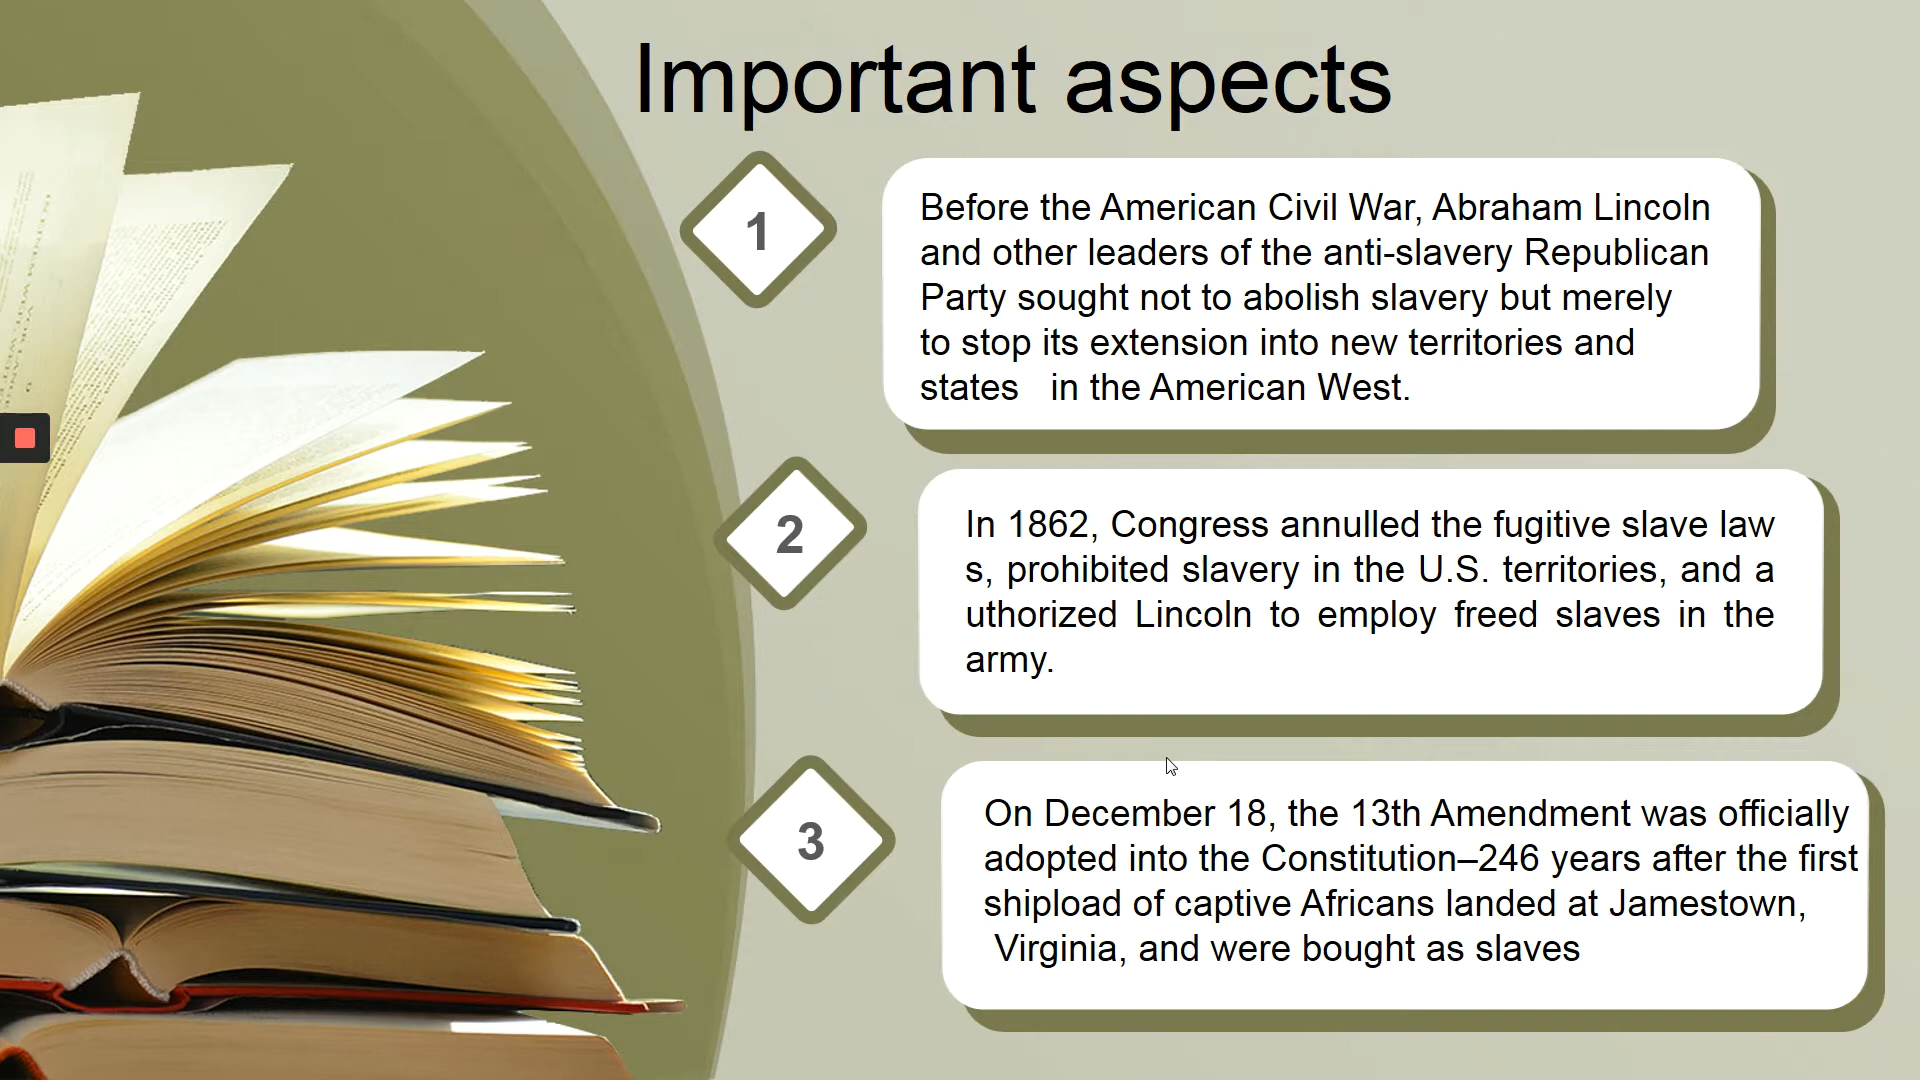 Important aspects
1
Before the American Civil War, Abraham Lincoln
and other leaders of the anti-slavery Republican
Party sought not to abolish slavery but merely
to stop its extension into new territories and
states in the American West.
2
In 1862, Congress annulled the fugitive slave law
s, prohibited slavery in the U.S. territories, and a
uthorized Lincoln to employ freed slaves in the
army.
3
On December 18, the 13th Amendment was officially
adopted into the Constitution–246 years after the first
shipload of captive Africans landed at Jamestown,
Virginia, and were bought as slaves